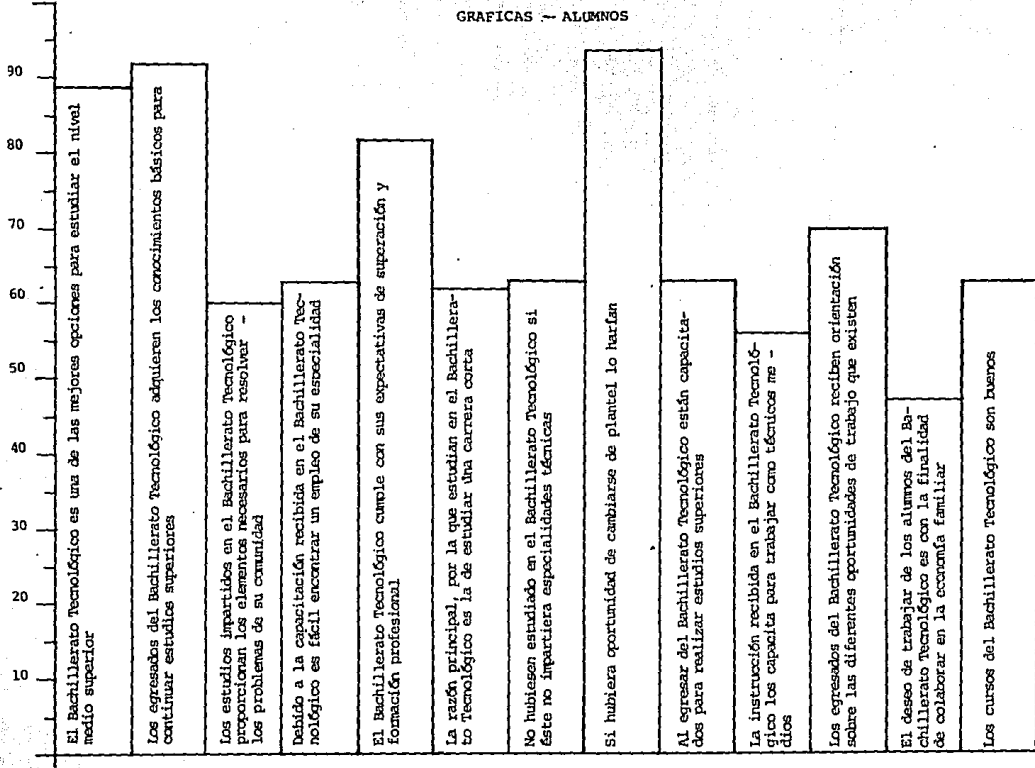 GRAFICAS - ALUMNOS
90
80
70
60
50
40
30
20
10
El Bachillerato Tecnológico es una de las mejores opciones para estudiar el nivel
medio superior
Los egresados del Bachillerato Tecnológico adquieren los conocimientos básicos para
continuar estudios superiores
Los estudios impartidos en el Bachillerato Tecnológico
proporcionan los elementos necesarios para resolver -
los problemas de su comunidad
Debido a la capacitación recibida en el Bachillerato Tec-
nológico es fácil encontrar un empleo de su especialidad
El Bachillerato Tecnológico cumple con sus expectativas de superación y
formación profesional
La razón principal, por la que estudian en el Bachillera-
to Tecnológico es la de estudiar una carrera corta
No hubiesen estudiado en el Bachillerato Tecnológico si
éste no impartiera especialidades técnicas
Si hubiera oportunidad de cambiarse de plantel lo harían
Al egresar del Bachillerato Tecnológico están capacita-
dos para realizar estudios superiores
La instrucción recibida en el Bachillerato Tecnoló-
gico los capacita para trabajar como técnicos me -
dios
Los egresados del Bachillerato Tecnológico reciben orientación
sobre las diferentes oportunidades de trabajo que existen
El deseo de trabajar de los alumnos del Ba-
chillerato Tecnológico es con la finalidad
de colaborar en la economía familiar
Los cursos del Bachillerato Tecnológico son buenos